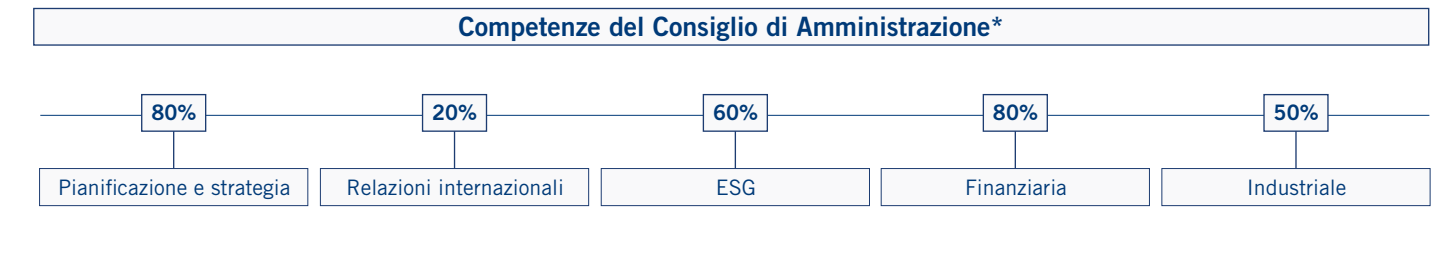 Competenze del Consiglio di Amministrazione*
80% 20% 60% 80% 50%
Pianificazione e strategia Relazioni internazionali ESG Finanziaria Industriale